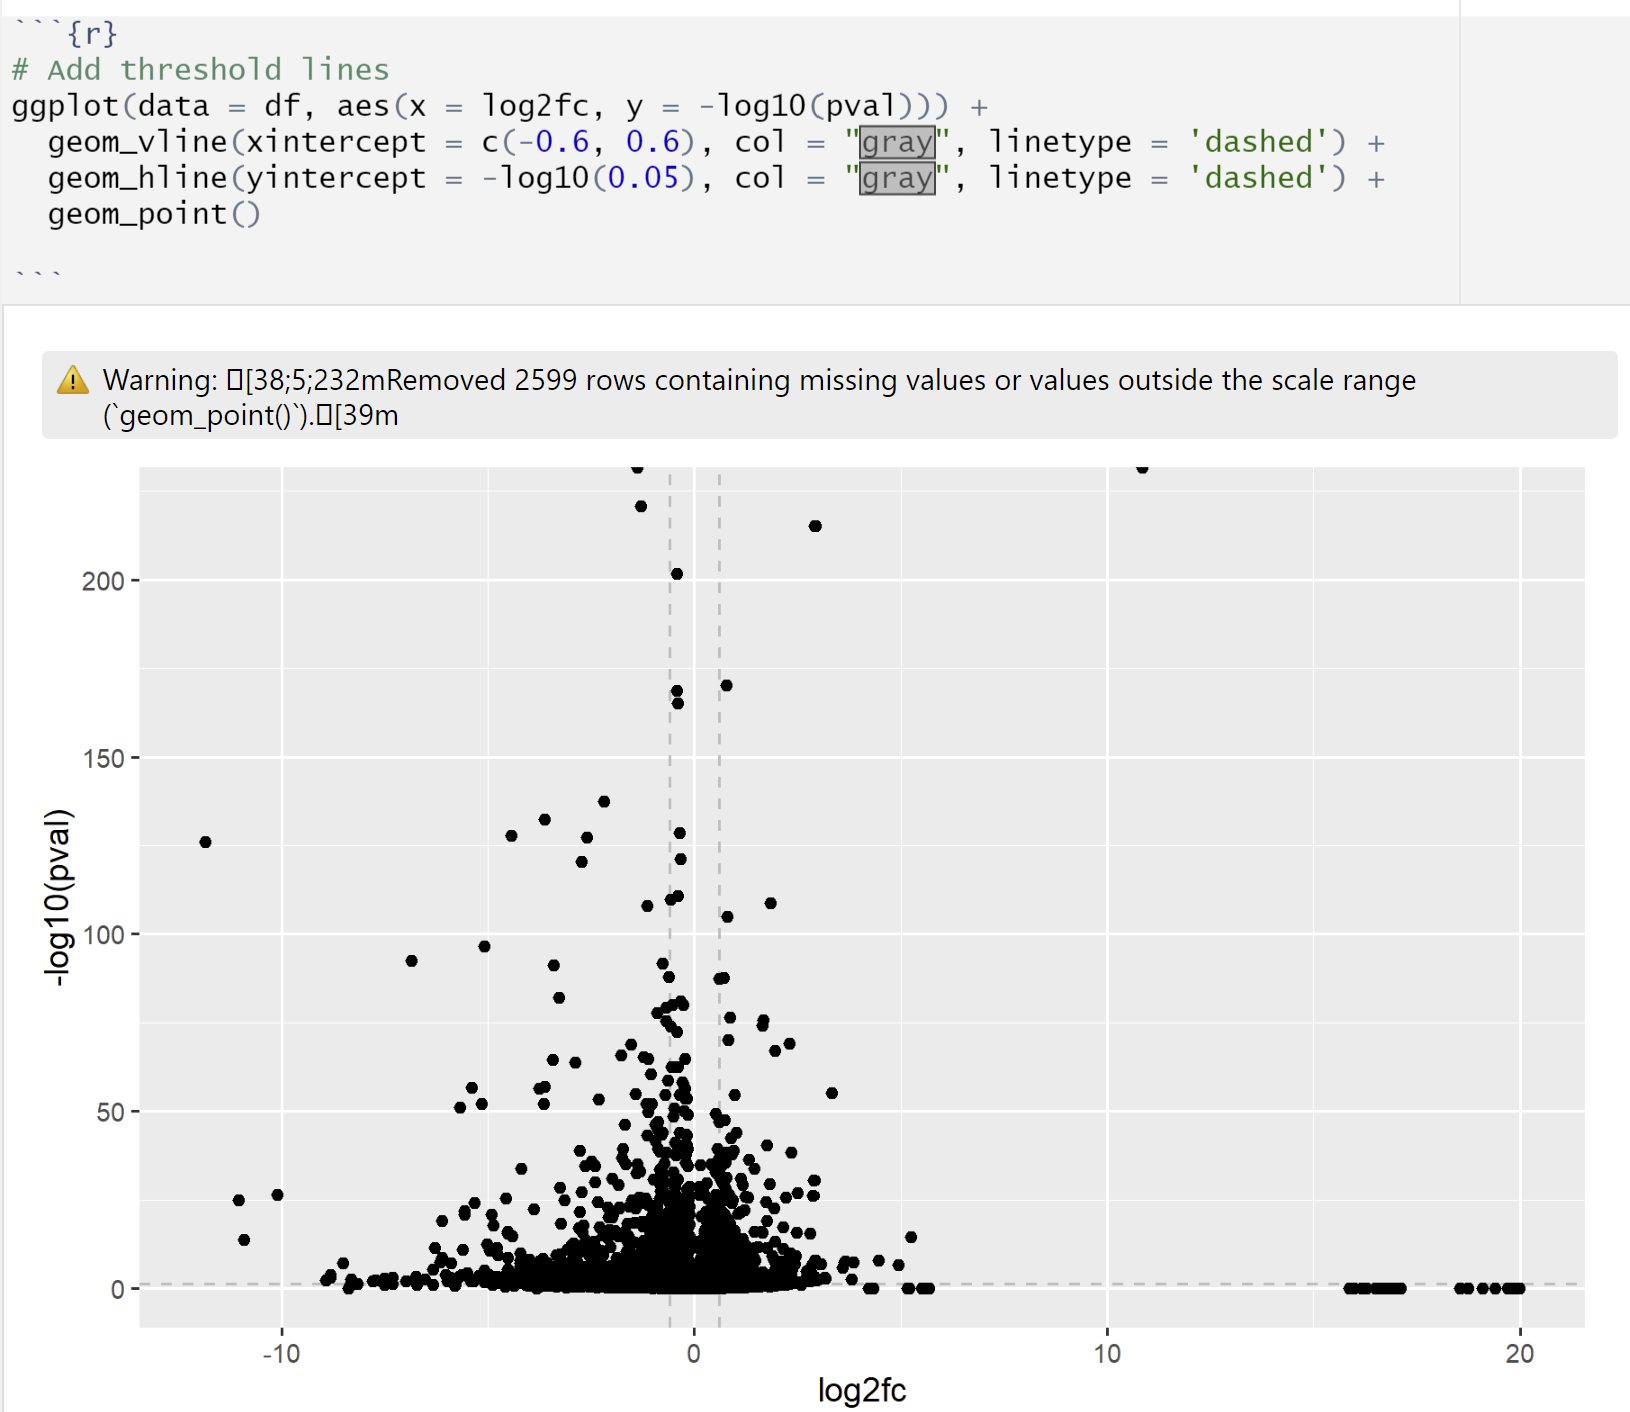 ```{r}
# Add threshold lines
ggplot(data = df, aes(x = log2fc, y = -log10(pval))) +
  geom_vline(xintercept = c(-0.6, 0.6), col = "gray", linetype = 'dashed') +
  geom_hline(yintercept = -log10(0.05), col = "gray", linetype = 'dashed') +
  geom_point()
```
Warning: □[38;5;232mRemoved 2599 rows containing missing values or values outside the scale range
(`geom_point()`).□[39m
200
150
100
50
0
-log10(pval)
-10 0 10 20
log2fc